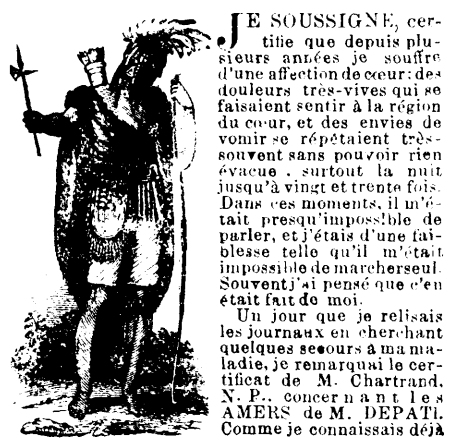 JE SOUSSIGNE, cer-
tifie que depuis plu-
sieurs années je souffre
d'une affection de cœur: des
douleurs très-vives qui se
faisaient sentir à la région
du cœur, et des envies de
vomir se répétaient très-
souvent sans pouvoir rien
évacue . surtout la nuit
jusqu'à vingt et trente fois.
Dans ces moments, il m'é-
tait presqu'impossible de
parler, et j'étais d'une fai-
blesse telle qu'il m'était
impossible de marcher seul.
Souvent j'ai pensé que c'en
était fait de moi.
Un jour que je relisais
les journaux en cherchant
quelques secours à ma ma-
ladie, je remarquai le cer-
tificat de M. Chartrand,
N. P., concernant les
AMERS de M. DEPATI.
Comme je connaissais déjà